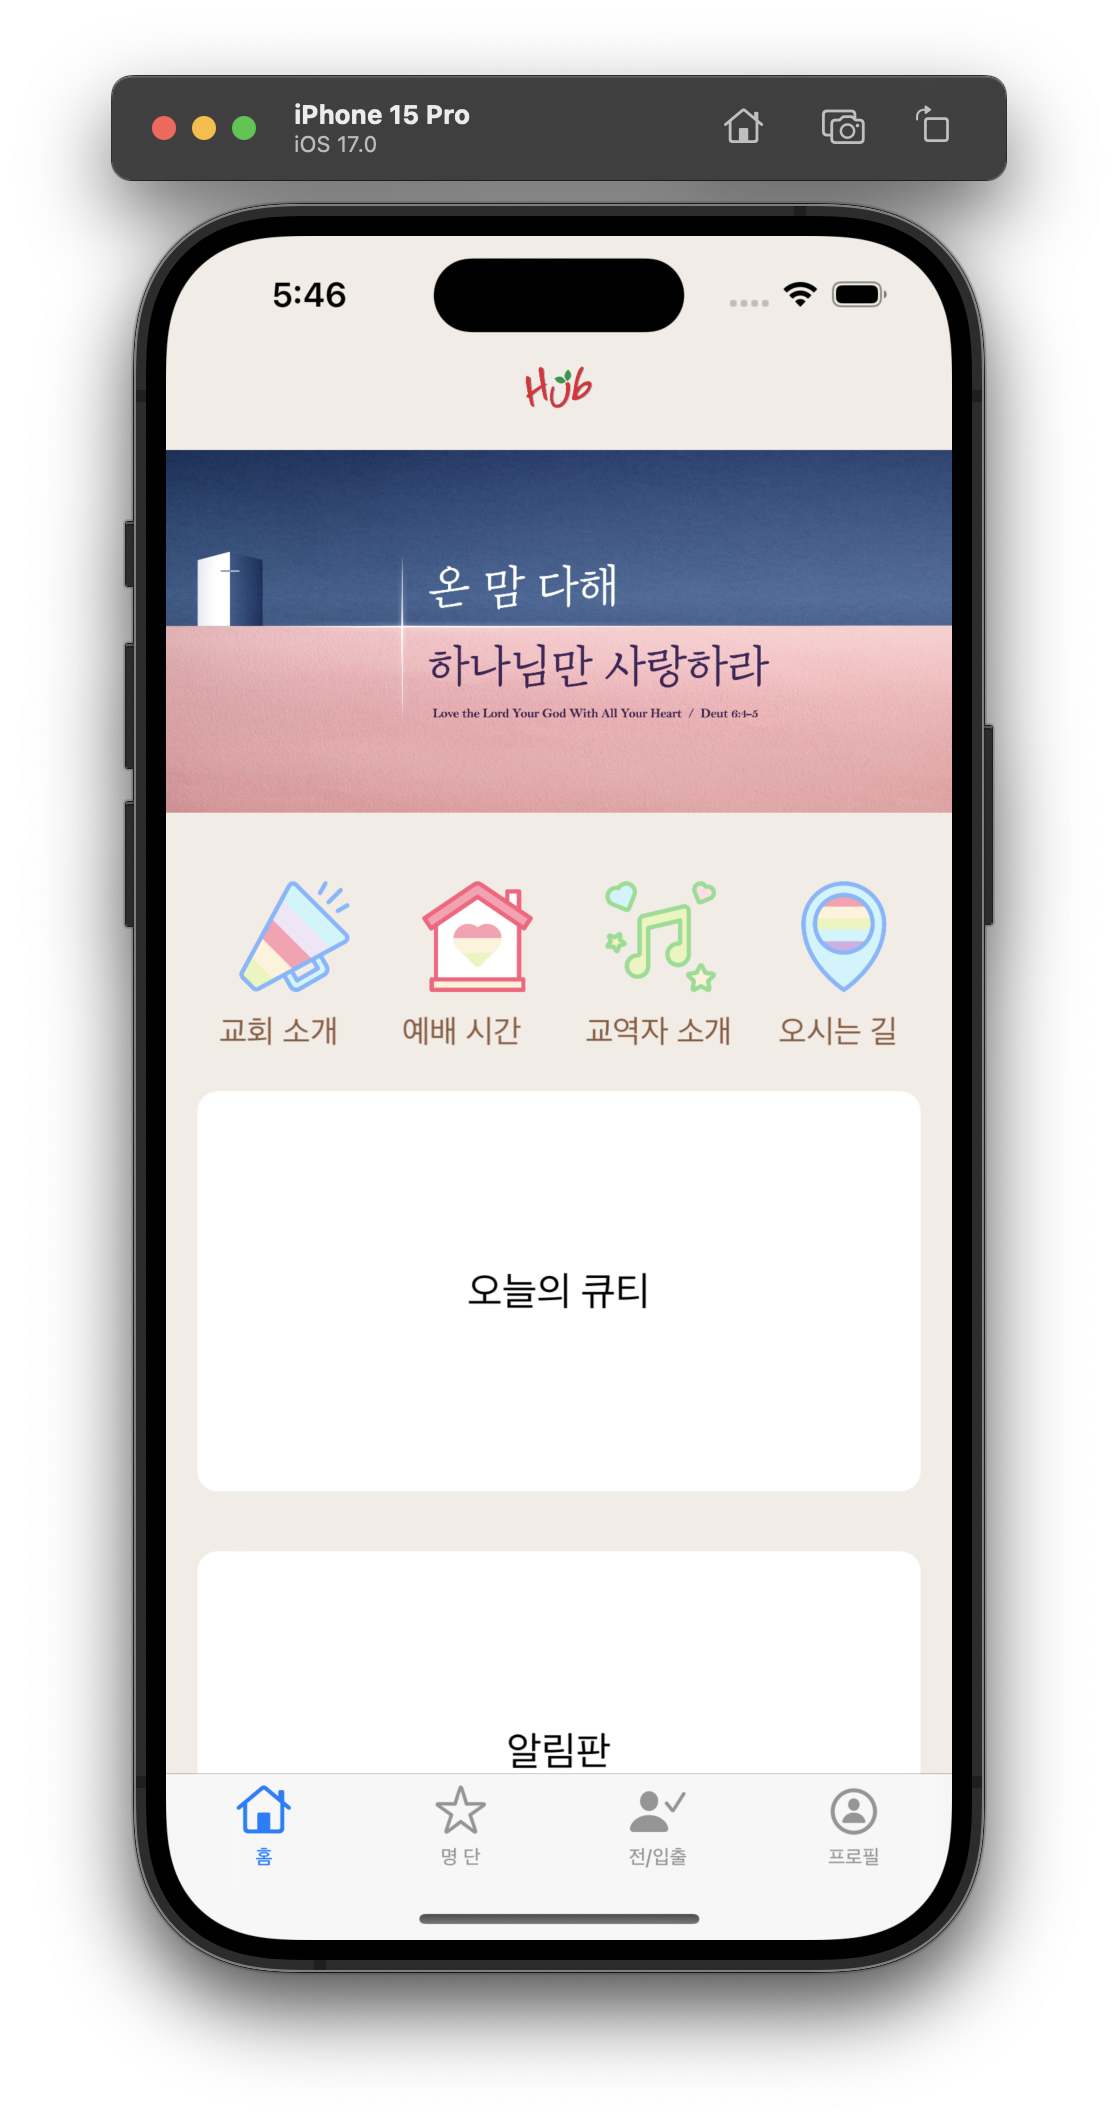 iPhone 15 Pro
iOS 17.0
5:46
Hub
온 맘 다해
하나님만 사랑하라
Love the Lord Your God With All Your Heart / Deut 6:4-5
교회 소개
예배 시간
교역자 소개
오시는 길
오늘의 큐티
알림판
홈
명 단
전/입출
프로필